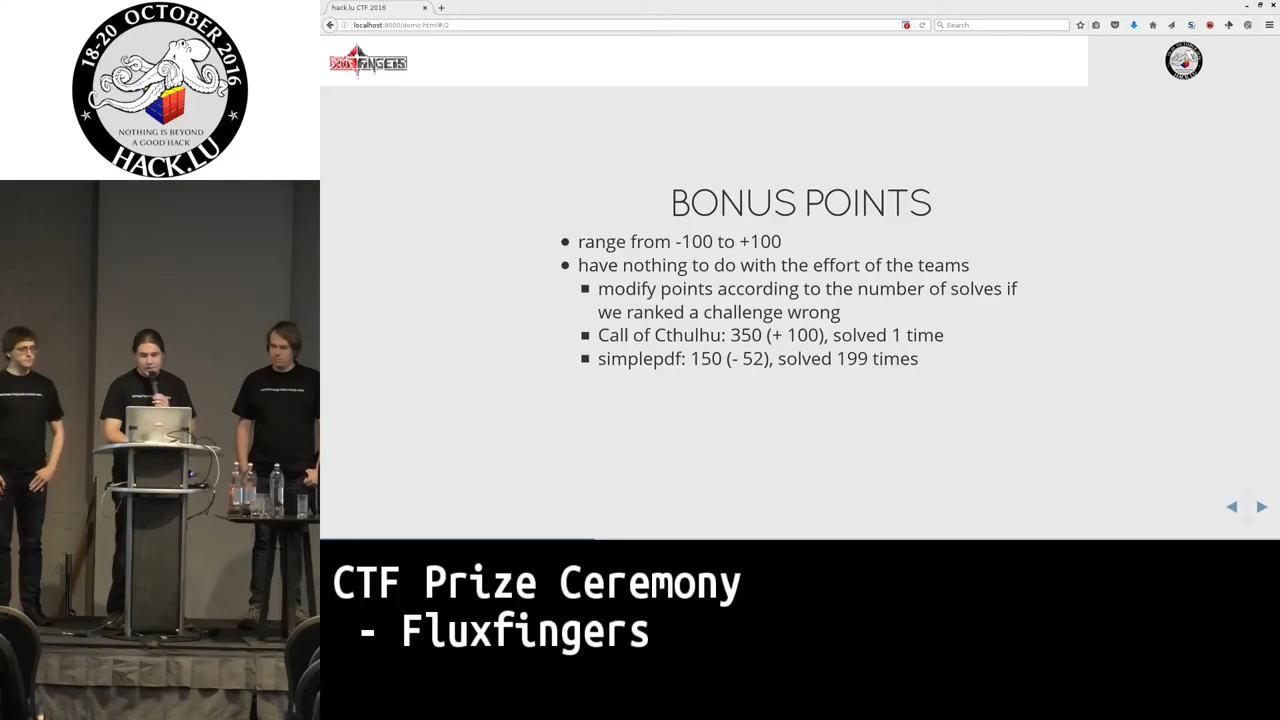 18-20 OCTOBER 2016
NOTHING IS BEYOND
A GOOD HACK
HACK.LU
hack.lu CTF 2016
localhost:8000/demo.html#/2
Search
FLUXFINGERS
BONUS POINTS
range from -100 to +100
have nothing to do with the effort of the teams
modify points according to the number of solves if
we ranked a challenge wrong
Call of Cthulhu: 350 (+ 100), solved 1 time
simplepdf: 150 (- 52), solved 199 times
CTF Prize Ceremony
- Fluxfingers